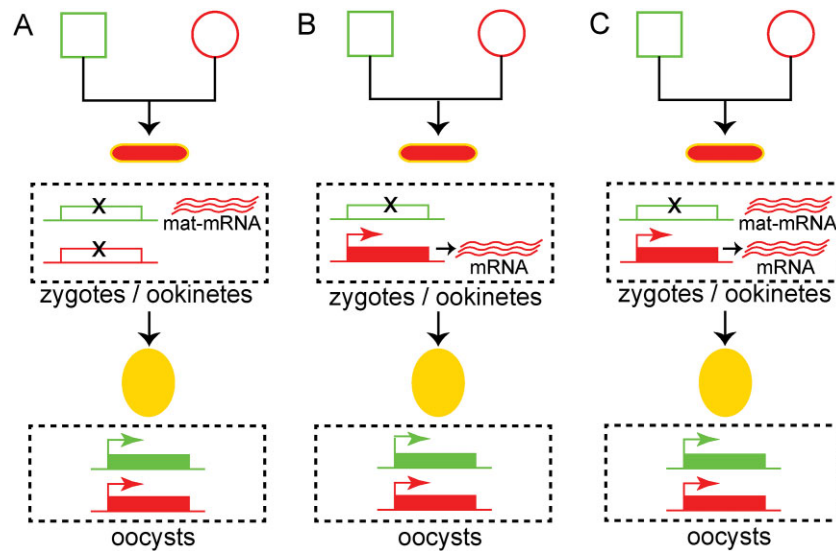 A
B
C
X
mat-mRNA
X
zygotes / ookinetes
oocysts
X
mRNA
zygotes / ookinetes
oocysts
X
mat-mRNA
mRNA
zygotes / ookinetes
oocysts